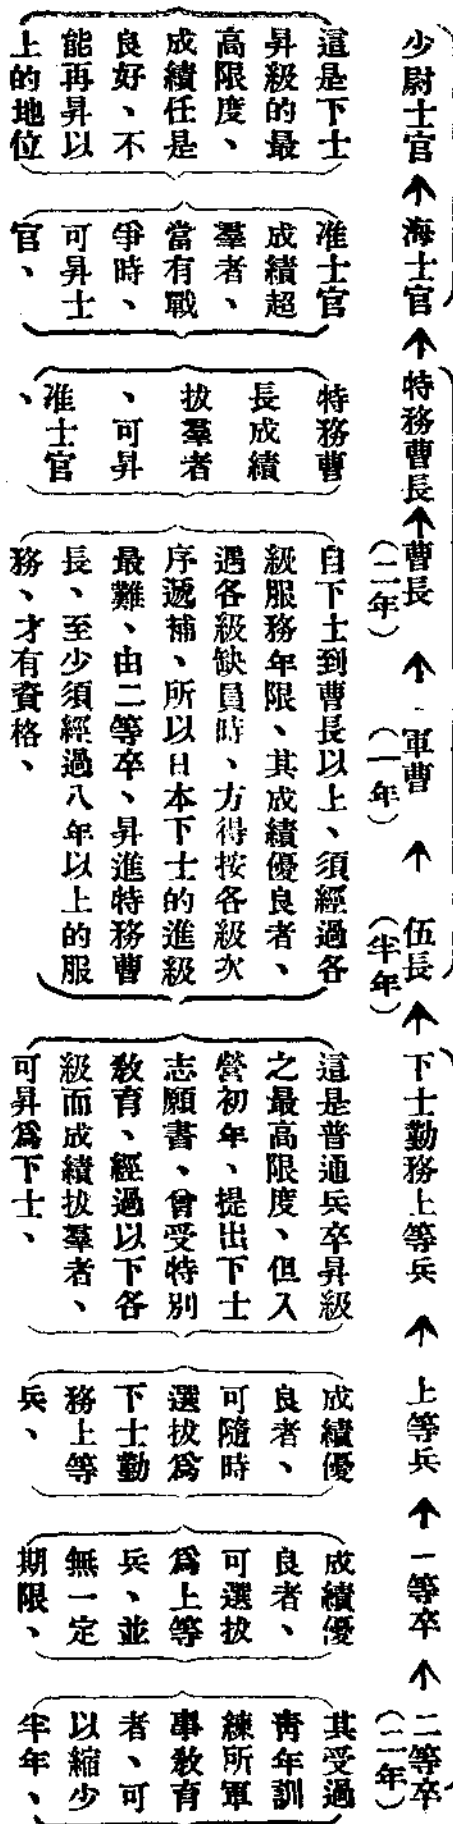 少尉士官↑海士官↑特務曹長↑曹長(二年)↑軍曹(一年)↑伍長(半年)↑下士勤務上等兵↑上等兵↑一等卒↑二等卒(二年)
這是下士
昇級的最
高限度、
成績任是
良好、不
能再昇以
上的地位
准士官
成績超
羣者、
當有戰
爭時、
可昇士
官、
特務曹
長成績
拔羣者
、可昇
准士官
、
自下士到曹長以上、須經過各
級服務年限、其成績優良者、
遇各級缺員時、方得按各級次
序遞補、所以日本下士的進級
最難、由二等卒、昇進特務曹
長、至少須經過八年以上的服
務、才有資格、
這是普通兵卒昇級
之最高限度、但入
營初年、提出下士
志願書、曾受特別
敎育、經過以下各
級而成績拔羣者、
可昇爲下士、
成績優
良者、
可隨時
選拔爲
下士勤
務上等
兵、
成績優
良者、
可選拔
爲上等
兵、並
無一定
期限、
其受過
靑年訓
練所軍
事敎育
者、可
以縮少
半年、